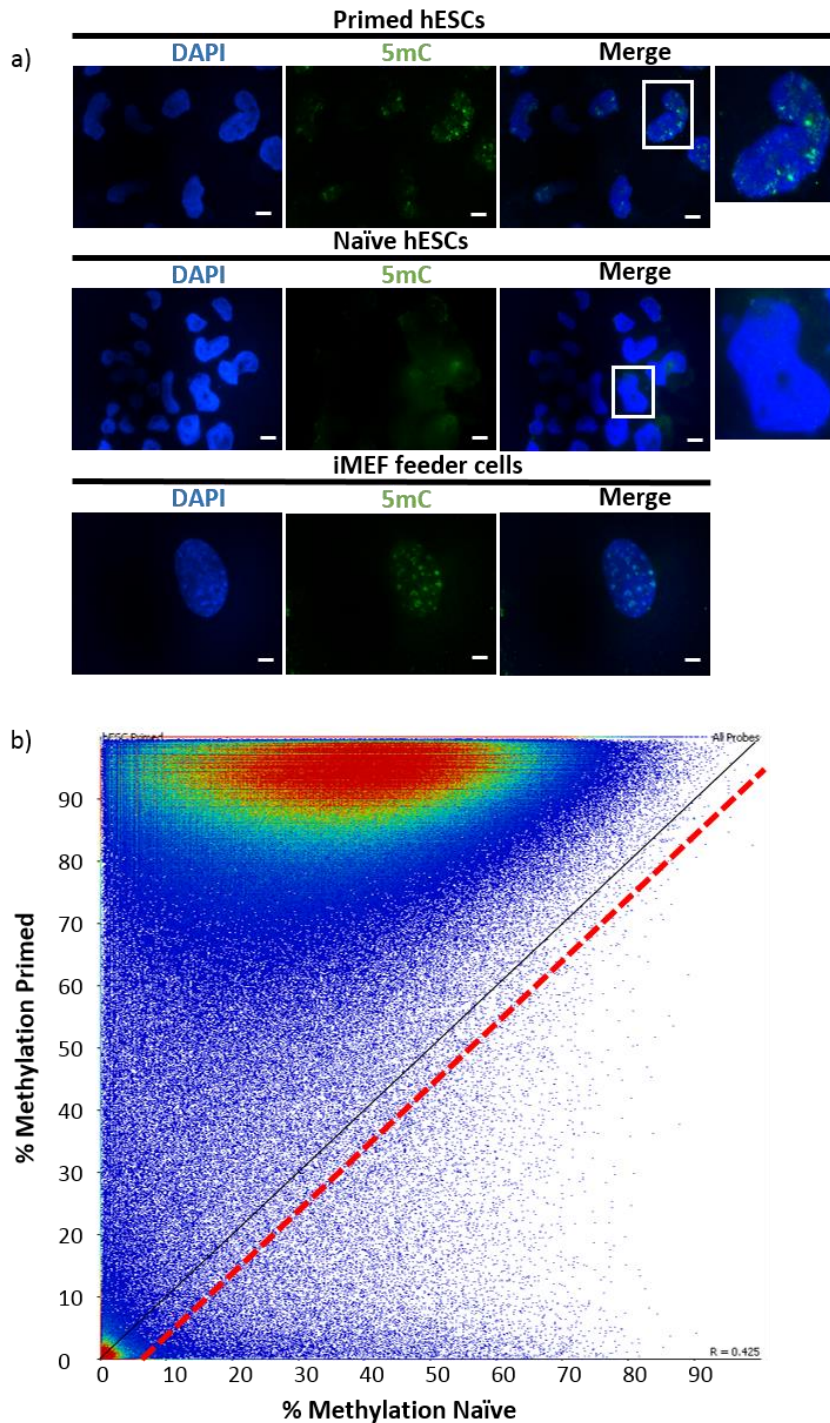 Primed hESCs
a)
DAPI 5mC Merge
Naïve hESCs
DAPI 5mC Merge
iMEF feeder cells
DAPI 5mC Merge
b)
hESC Primed All Probes
90
80
70
60
50
40
30
20
10
0
% Methylation Primed
R = 0.425
10 20 30 40 50 60 70 80 90
% Methylation Naïve